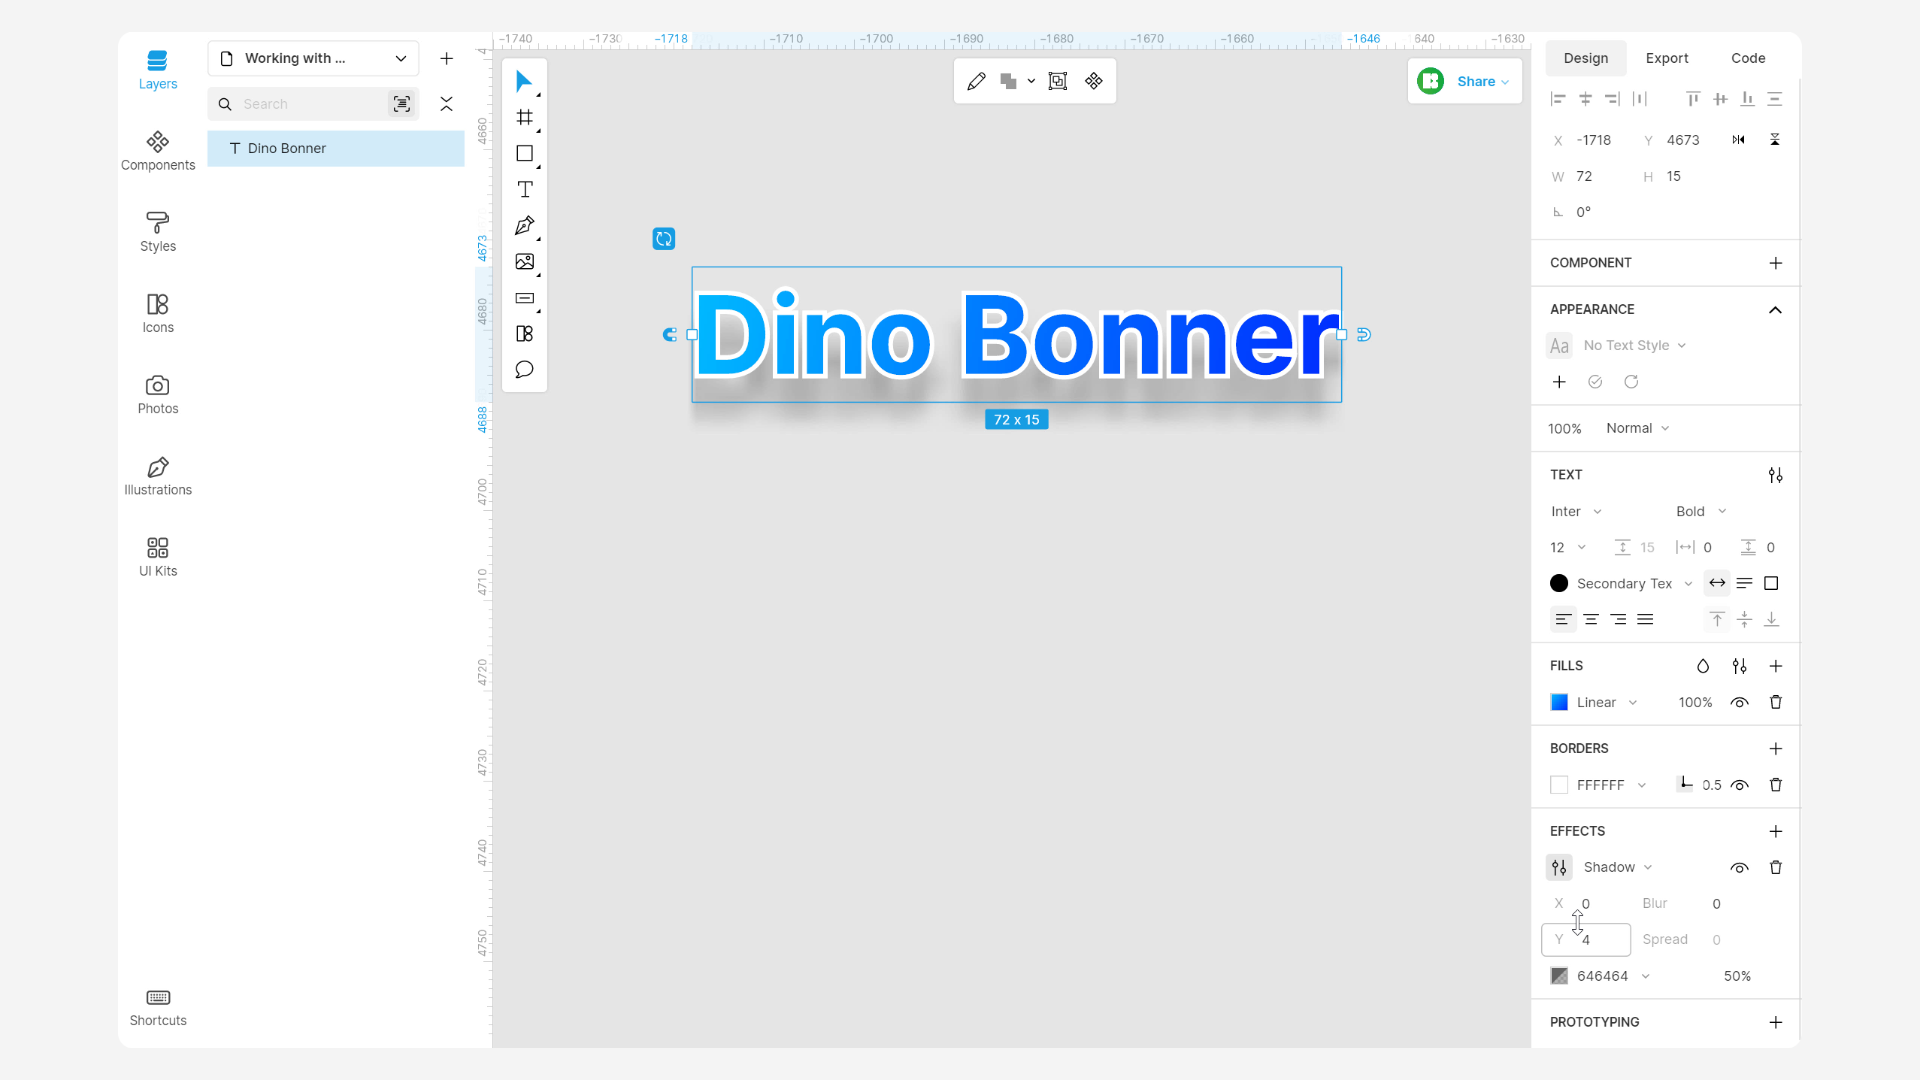 Layers
Components
Styles
Icons
Photos
Illustrations
UI Kits
Shortcuts
Working with ...
Search
Dino Bonner
-1740
-1730
-1718
-1710
-1700
-1690
-1680
-1670
-1660
-1646
640
-1630
4660
4673
4680
4688
4700
4710
4720
4730
4740
4750
Share
Dino Bonner
72 x 15
Design Export Code
X -1718 Y 4673
W 72 H 15
0°
COMPONENT
APPEARANCE
Aa No Text Style
100% Normal
TEXT
Inter Bold
12 15 0 0
Secondary Tex
FILLS
Linear 100%
BORDERS
FFFFFF 0.5
EFFECTS
Shadow
X 0 Blur 0
Y 4 Spread 0
646464 50%
PROTOTYPING